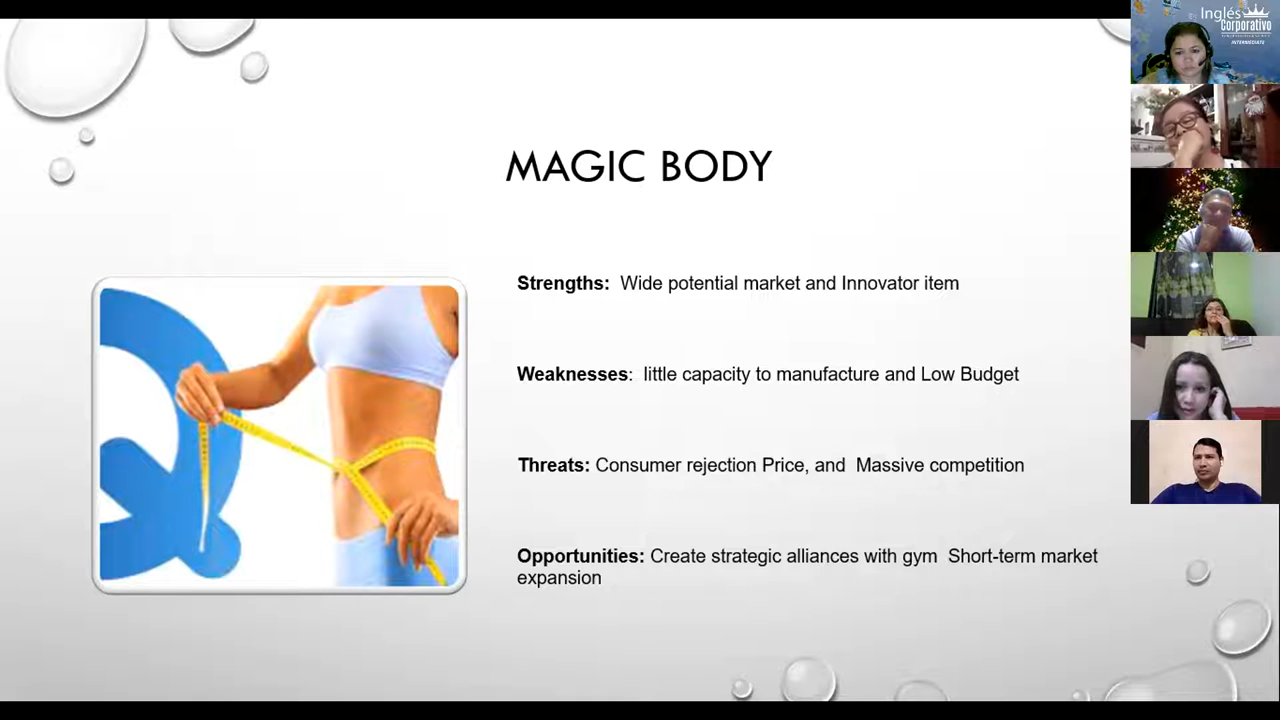 Inglés
Corporativo
INTERMEDIATE
MAGIC BODY
Strengths:  Wide potential market and Innovator item
Weaknesses:  little capacity to manufacture and Low Budget
Threats: Consumer rejection Price, and  Massive competition
Opportunities: Create strategic alliances with gym  Short-term market
expansion